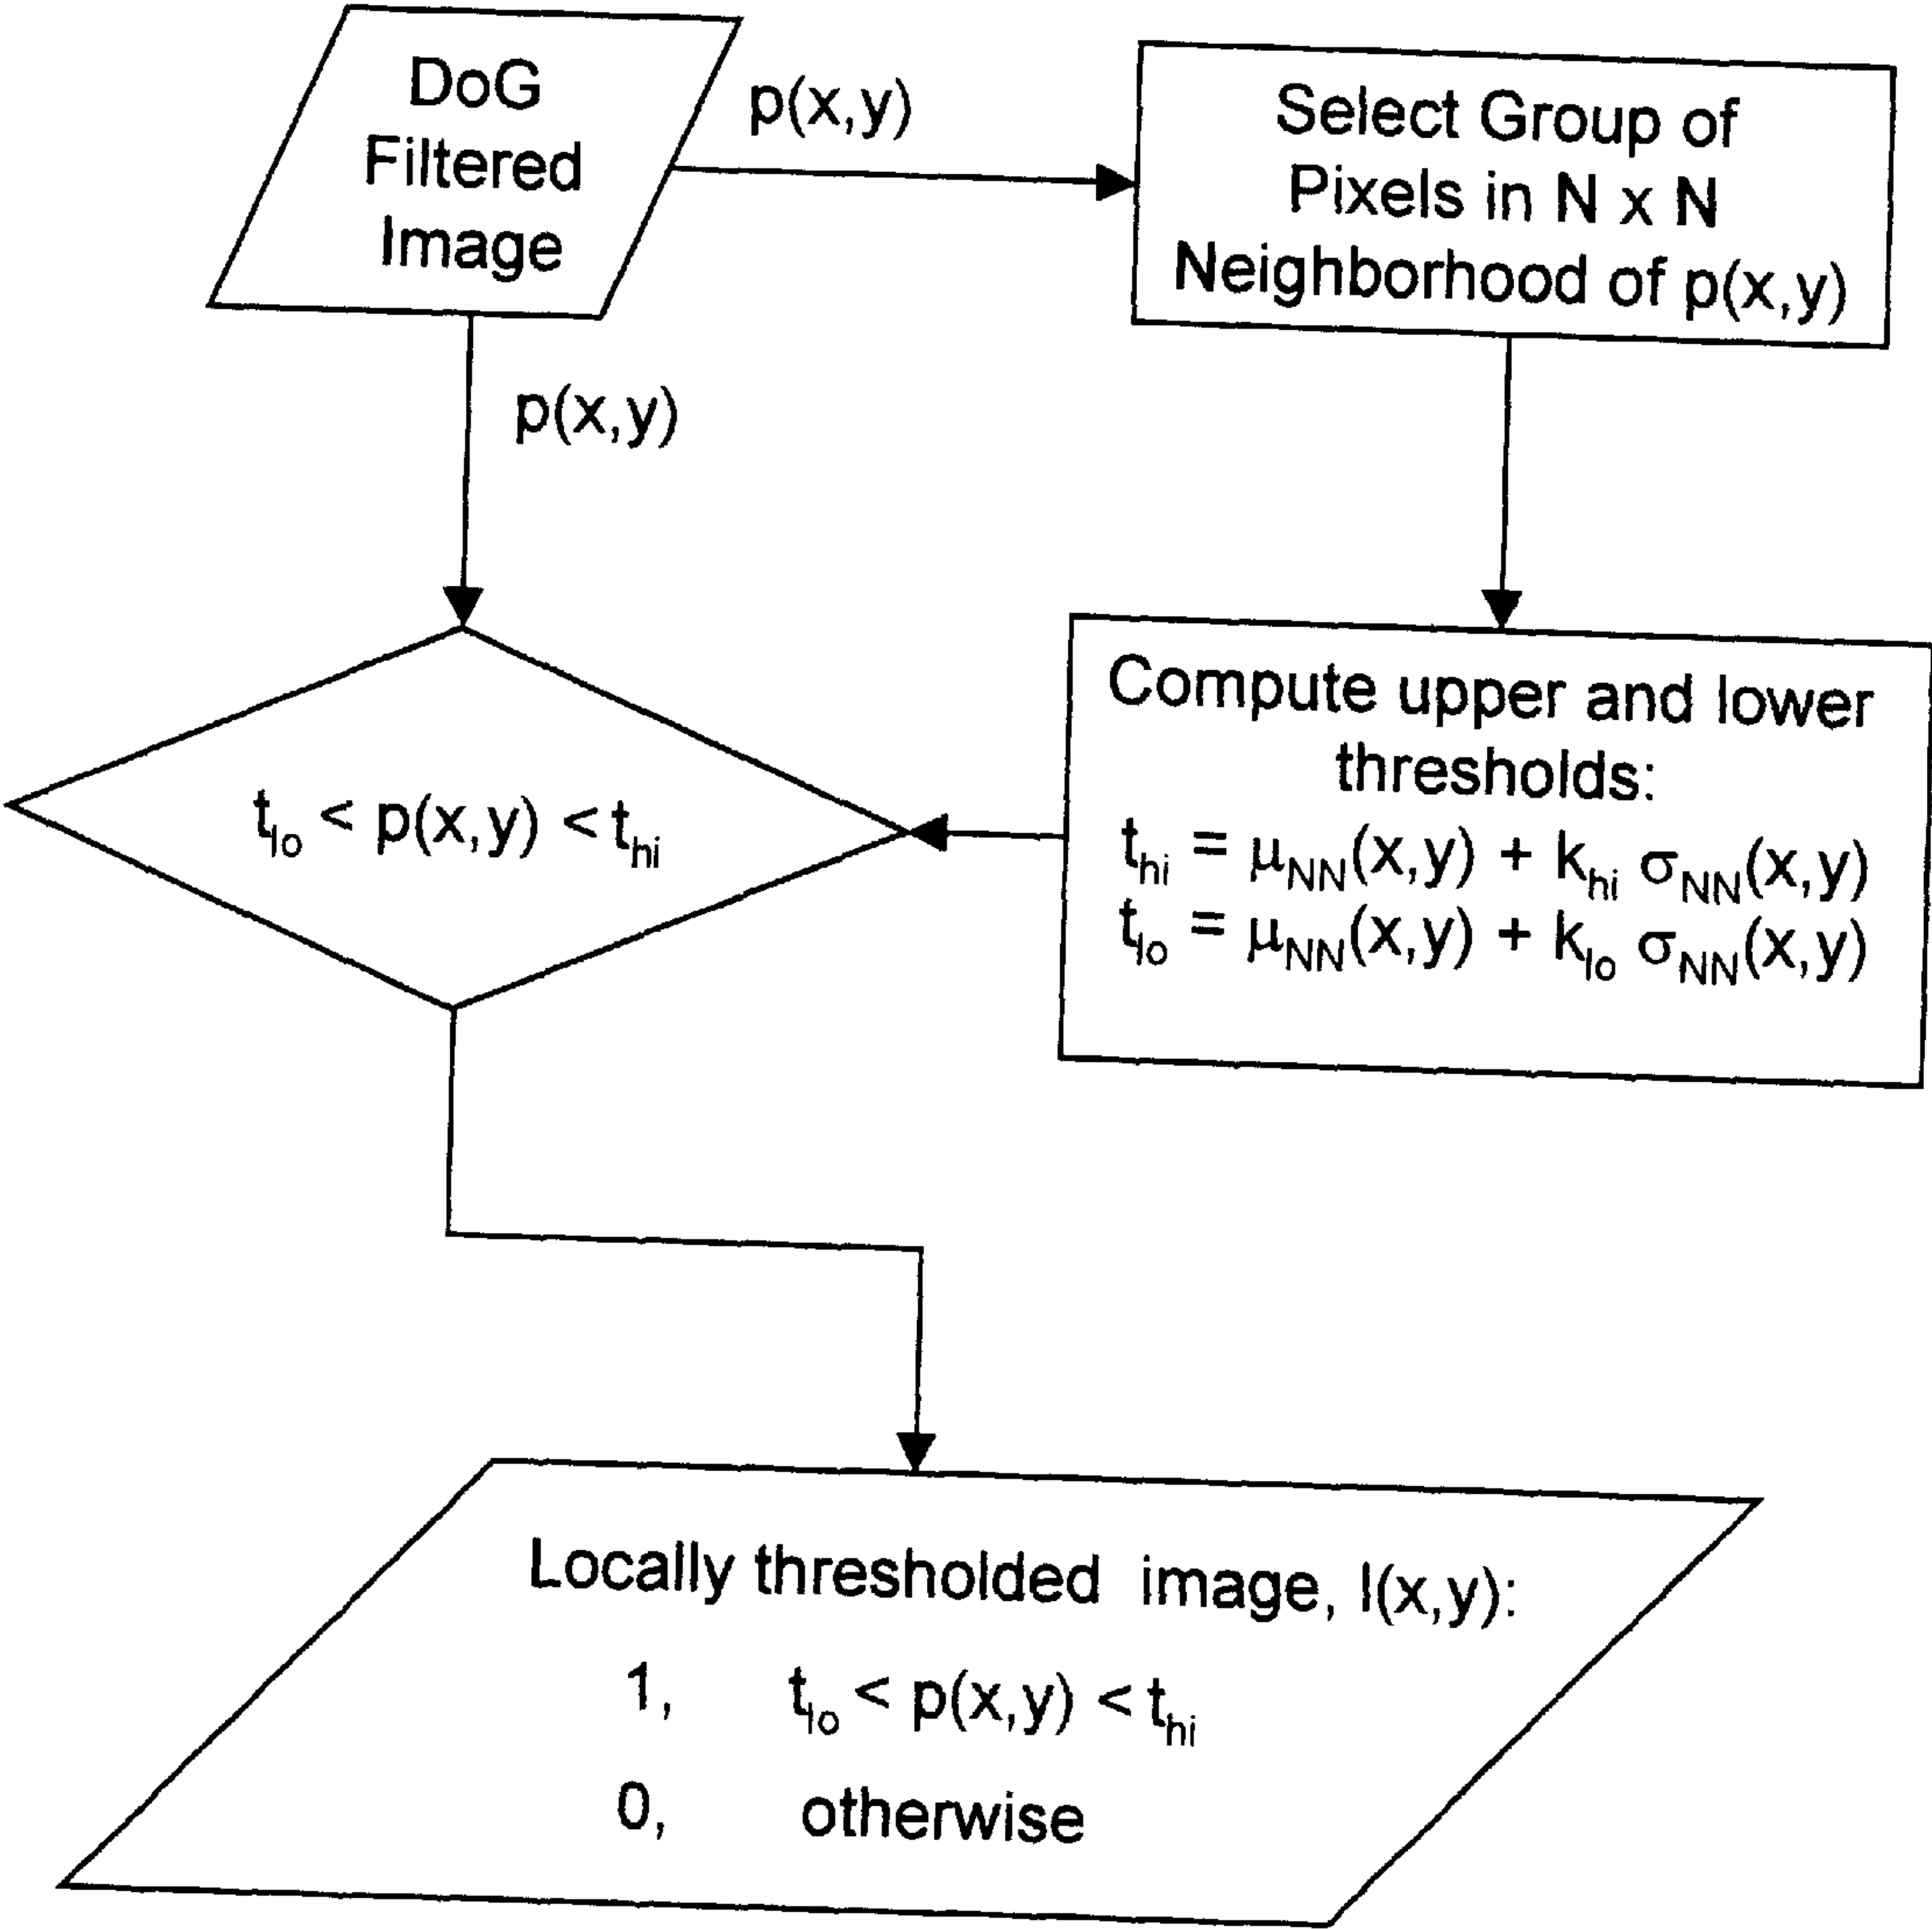 DoG
Filtered
Image
p(x,y)
Select Group of
Pixels in N x N
Neighborhood of p(x,y)
p(x,y)
t_lo < p(x,y) < t_hi
Compute upper and lower
thresholds:
t_hi = μ_NN(x,y) + k_hi σ_NN(x,y)
t_lo = μ_NN(x,y) + k_lo σ_NN(x,y)
Locally thresholded image, I(x,y):
1, t_lo < p(x,y) < t_hi
0, otherwise